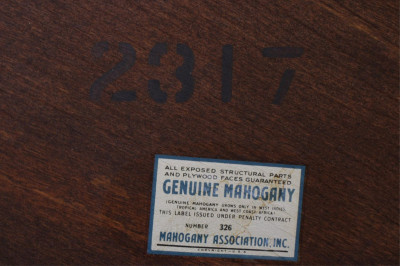 2317
ALL EXPOSED STRUCTURAL PARTS
AND PLYWOOD FACES GUARANTEED
GENUINE MAHOGANY
(GENUINE MAHOGANY GROWS ONLY IN WEST INDIES,
TROPICAL AMERICA AND WEST COAST AFRICA)
THIS LABEL ISSUED UNDER PENALTY CONTRACT
NUMBER 326
MAHOGANY ASSOCIATION, INC.